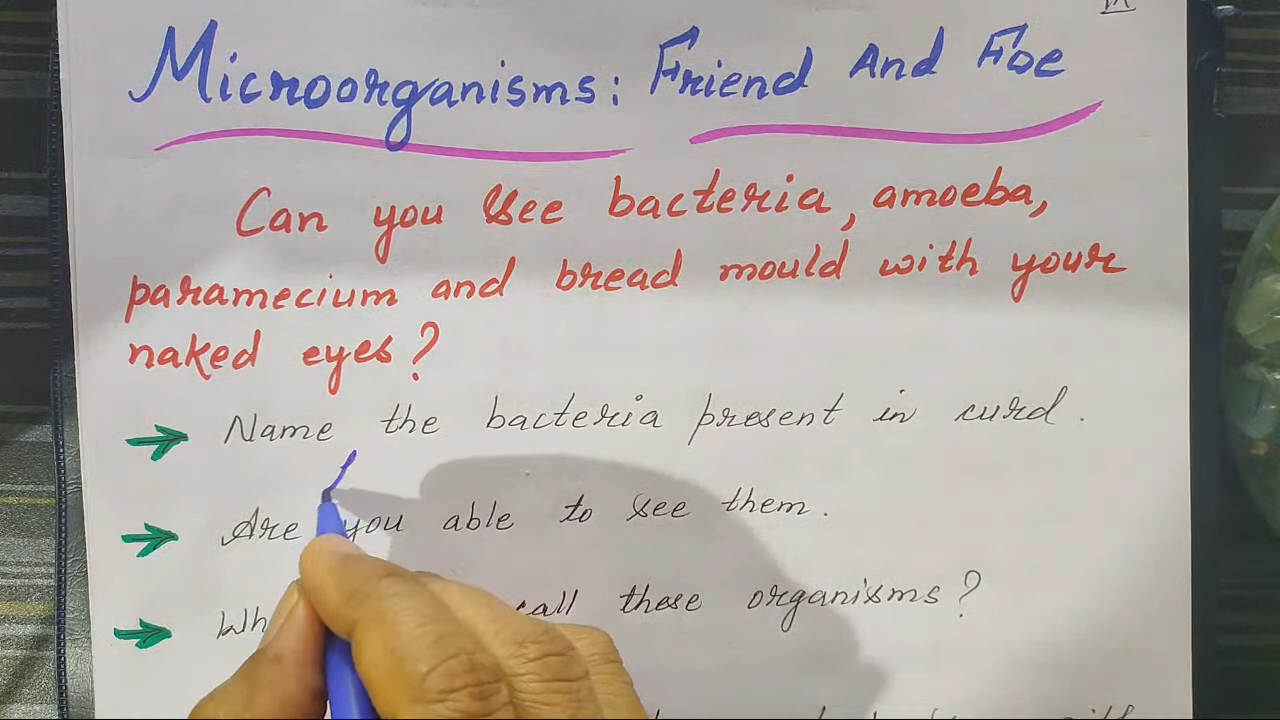 Microorganisms: Friend And Foe
Can you see bacteria, amoeba,
paramecium and bread mould with your
naked eyes?
Name the bacteria present in curd.
Are you able to see them.
call these organisms?